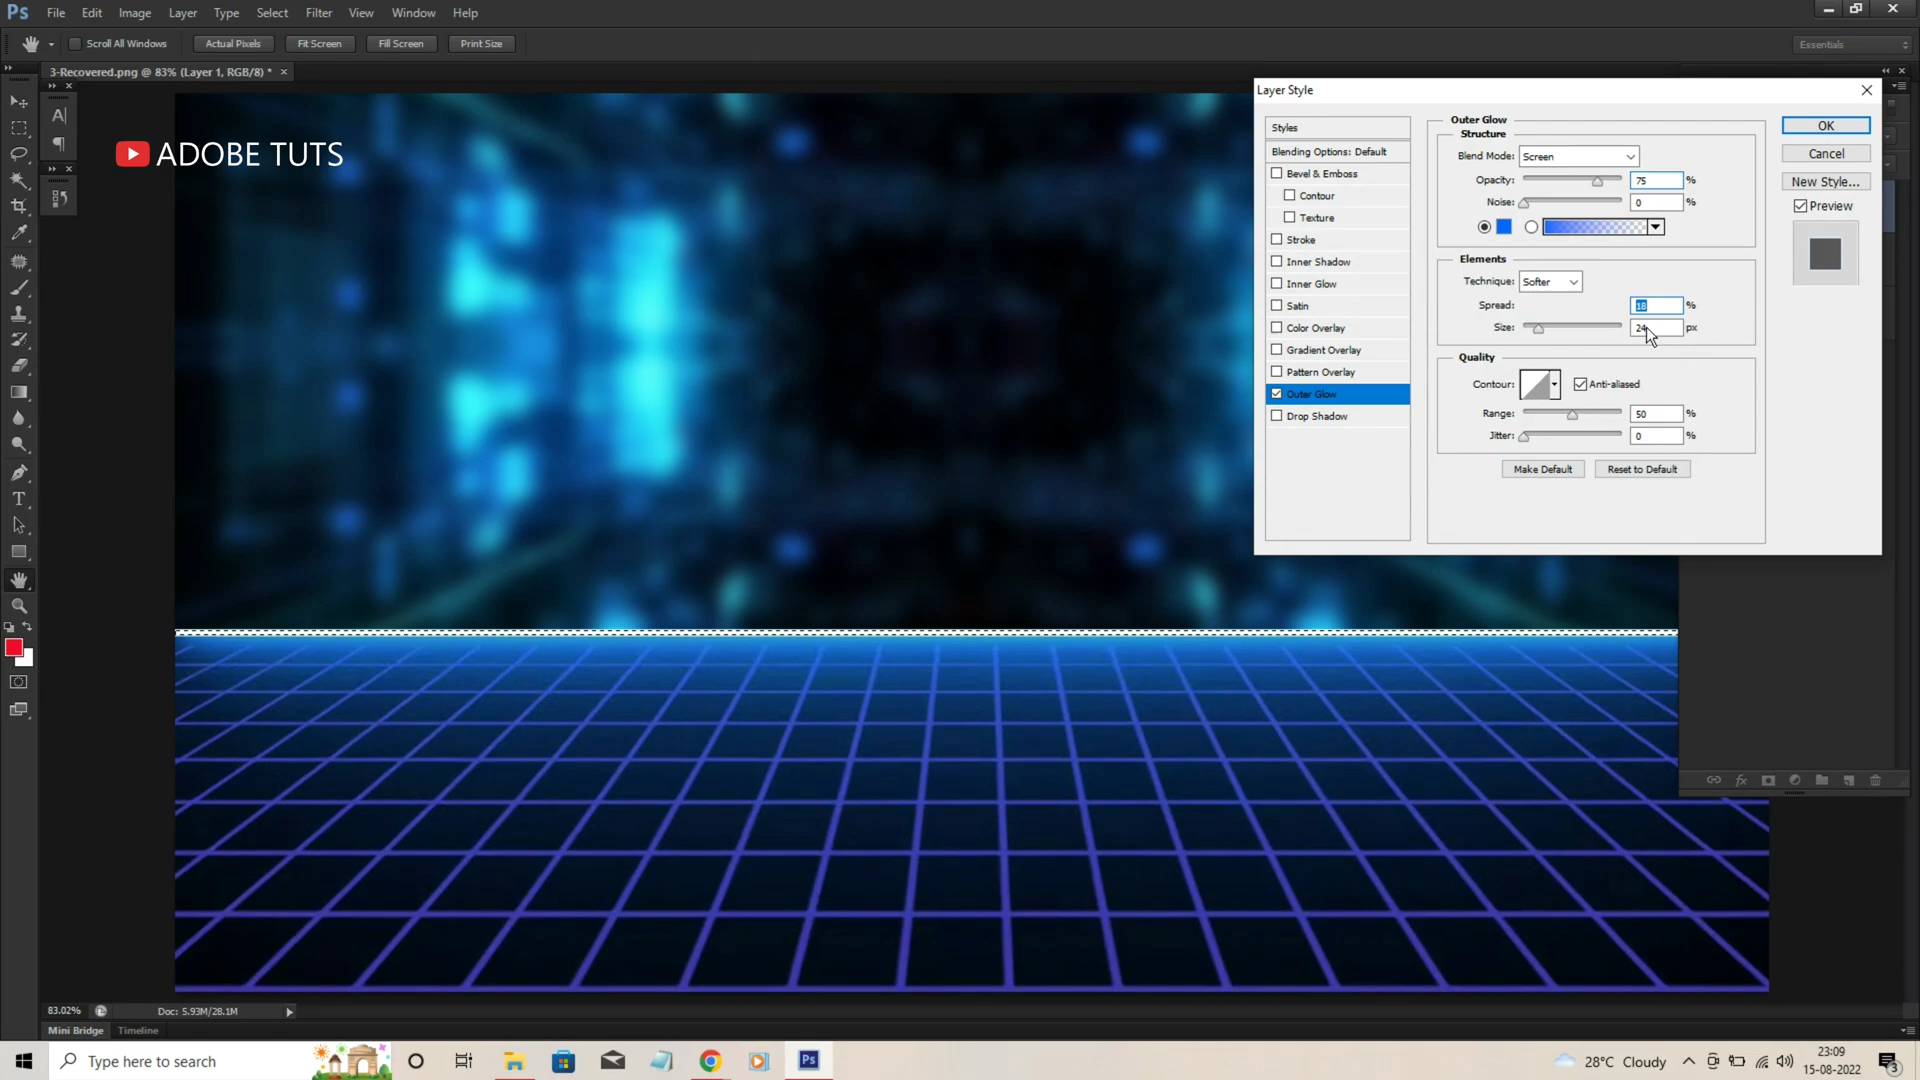 Ps File Edit Image Layer Type Select Filter View Window Help
Scroll All Windows Actual Pixels Fit Screen Fill Screen Print Size Essentials
3-Recovered.png @ 83% (Layer 1, RGB/8) * ×
ADOBE TUTS
Layer Style
Styles
Blending Options: Default
Bevel & Emboss
Contour
Texture
Stroke
Inner Shadow
Inner Glow
Satin
Color Overlay
Gradient Overlay
Pattern Overlay
Outer Glow
Drop Shadow
Outer Glow
Structure
Blend Mode: Screen
Opacity: 75 %
Noise: 0 %
Elements
Technique: Softer
Spread: 18 %
Size: 24 px
Quality
Contour: Anti-aliased
Range: 50 %
Jitter: 0 %
Make Default Reset to Default
OK
Cancel
New Style...
Preview
fx
83.02% Doc: 5.93M/28.1M
Mini Bridge Timeline
Type here to search
Ps
28°C Cloudy
23:09
15-08-2022
3